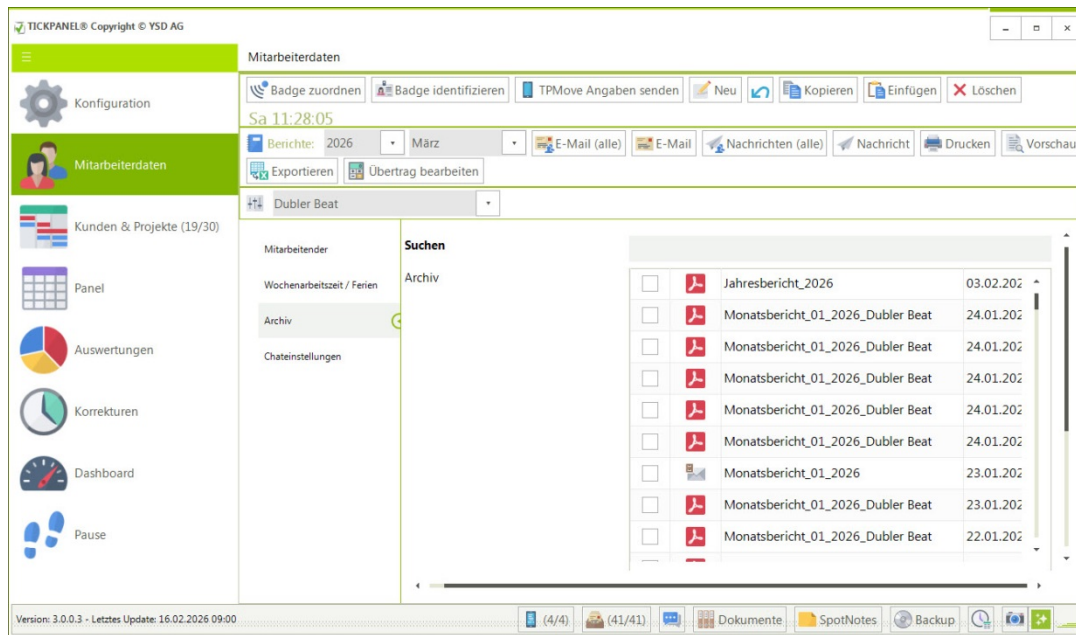 TICKPANEL® Copyright © YSD AG
Mitarbeiterdaten
Konfiguration
Mitarbeiterdaten
Kunden & Projekte (19/30)
Panel
Auswertungen
Korrekturen
Dashboard
Pause
Badge zuordnen Badge identifizieren TPMove Angaben senden Neu Kopieren Einfügen Löschen
Sa 11:28:05
Berichte: 2026 März E-Mail (alle) E-Mail Nachrichten (alle) Nachricht Drucken Vorschau
Exportieren Übertrag bearbeiten
Dubler Beat
Mitarbeitender
Wochenarbeitszeit / Ferien
Archiv
Chateinstellungen
Suchen
Archiv
Jahresbericht_2026 03.02.202
Monatsbericht_01_2026_Dubler Beat 24.01.202
Monatsbericht_01_2026_Dubler Beat 24.01.202
Monatsbericht_01_2026_Dubler Beat 24.01.202
Monatsbericht_01_2026_Dubler Beat 24.01.202
Monatsbericht_01_2026_Dubler Beat 24.01.202
Monatsbericht_01_2026 23.01.202
Monatsbericht_01_2026_Dubler Beat 23.01.202
Monatsbericht_01_2026_Dubler Beat 22.01.202
Version: 3.0.0.3 - Letztes Update: 16.02.2026 09:00 (4/4) (41/41) Dokumente SpotNotes Backup